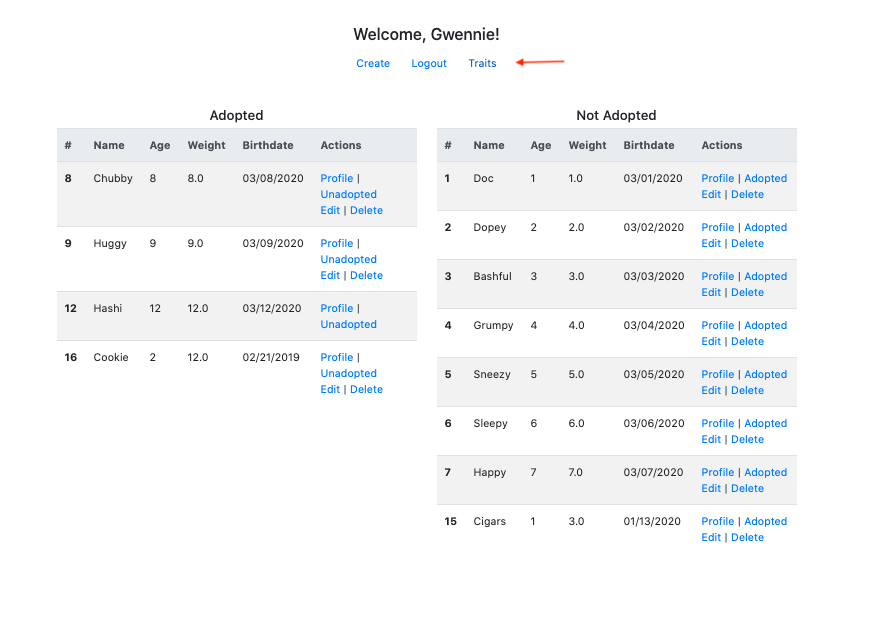 Welcome, Gwennie!
Create Logout Traits
Adopted
# Name Age Weight Birthdate Actions
8 Chubby 8 8.0 03/08/2020 Profile |
Unadopted
Edit | Delete
9 Huggy 9 9.0 03/09/2020 Profile |
Unadopted
Edit | Delete
12 Hashi 12 12.0 03/12/2020 Profile |
Unadopted
16 Cookie 2 12.0 02/21/2019 Profile |
Unadopted
Edit | Delete
Not Adopted
# Name Age Weight Birthdate Actions
1 Doc 1 1.0 03/01/2020 Profile | Adopted
Edit | Delete
2 Dopey 2 2.0 03/02/2020 Profile | Adopted
Edit | Delete
3 Bashful 3 3.0 03/03/2020 Profile | Adopted
Edit | Delete
4 Grumpy 4 4.0 03/04/2020 Profile | Adopted
Edit | Delete
5 Sneezy 5 5.0 03/05/2020 Profile | Adopted
Edit | Delete
6 Sleepy 6 6.0 03/06/2020 Profile | Adopted
Edit | Delete
7 Happy 7 7.0 03/07/2020 Profile | Adopted
Edit | Delete
15 Cigars 1 3.0 01/13/2020 Profile | Adopted
Edit | Delete